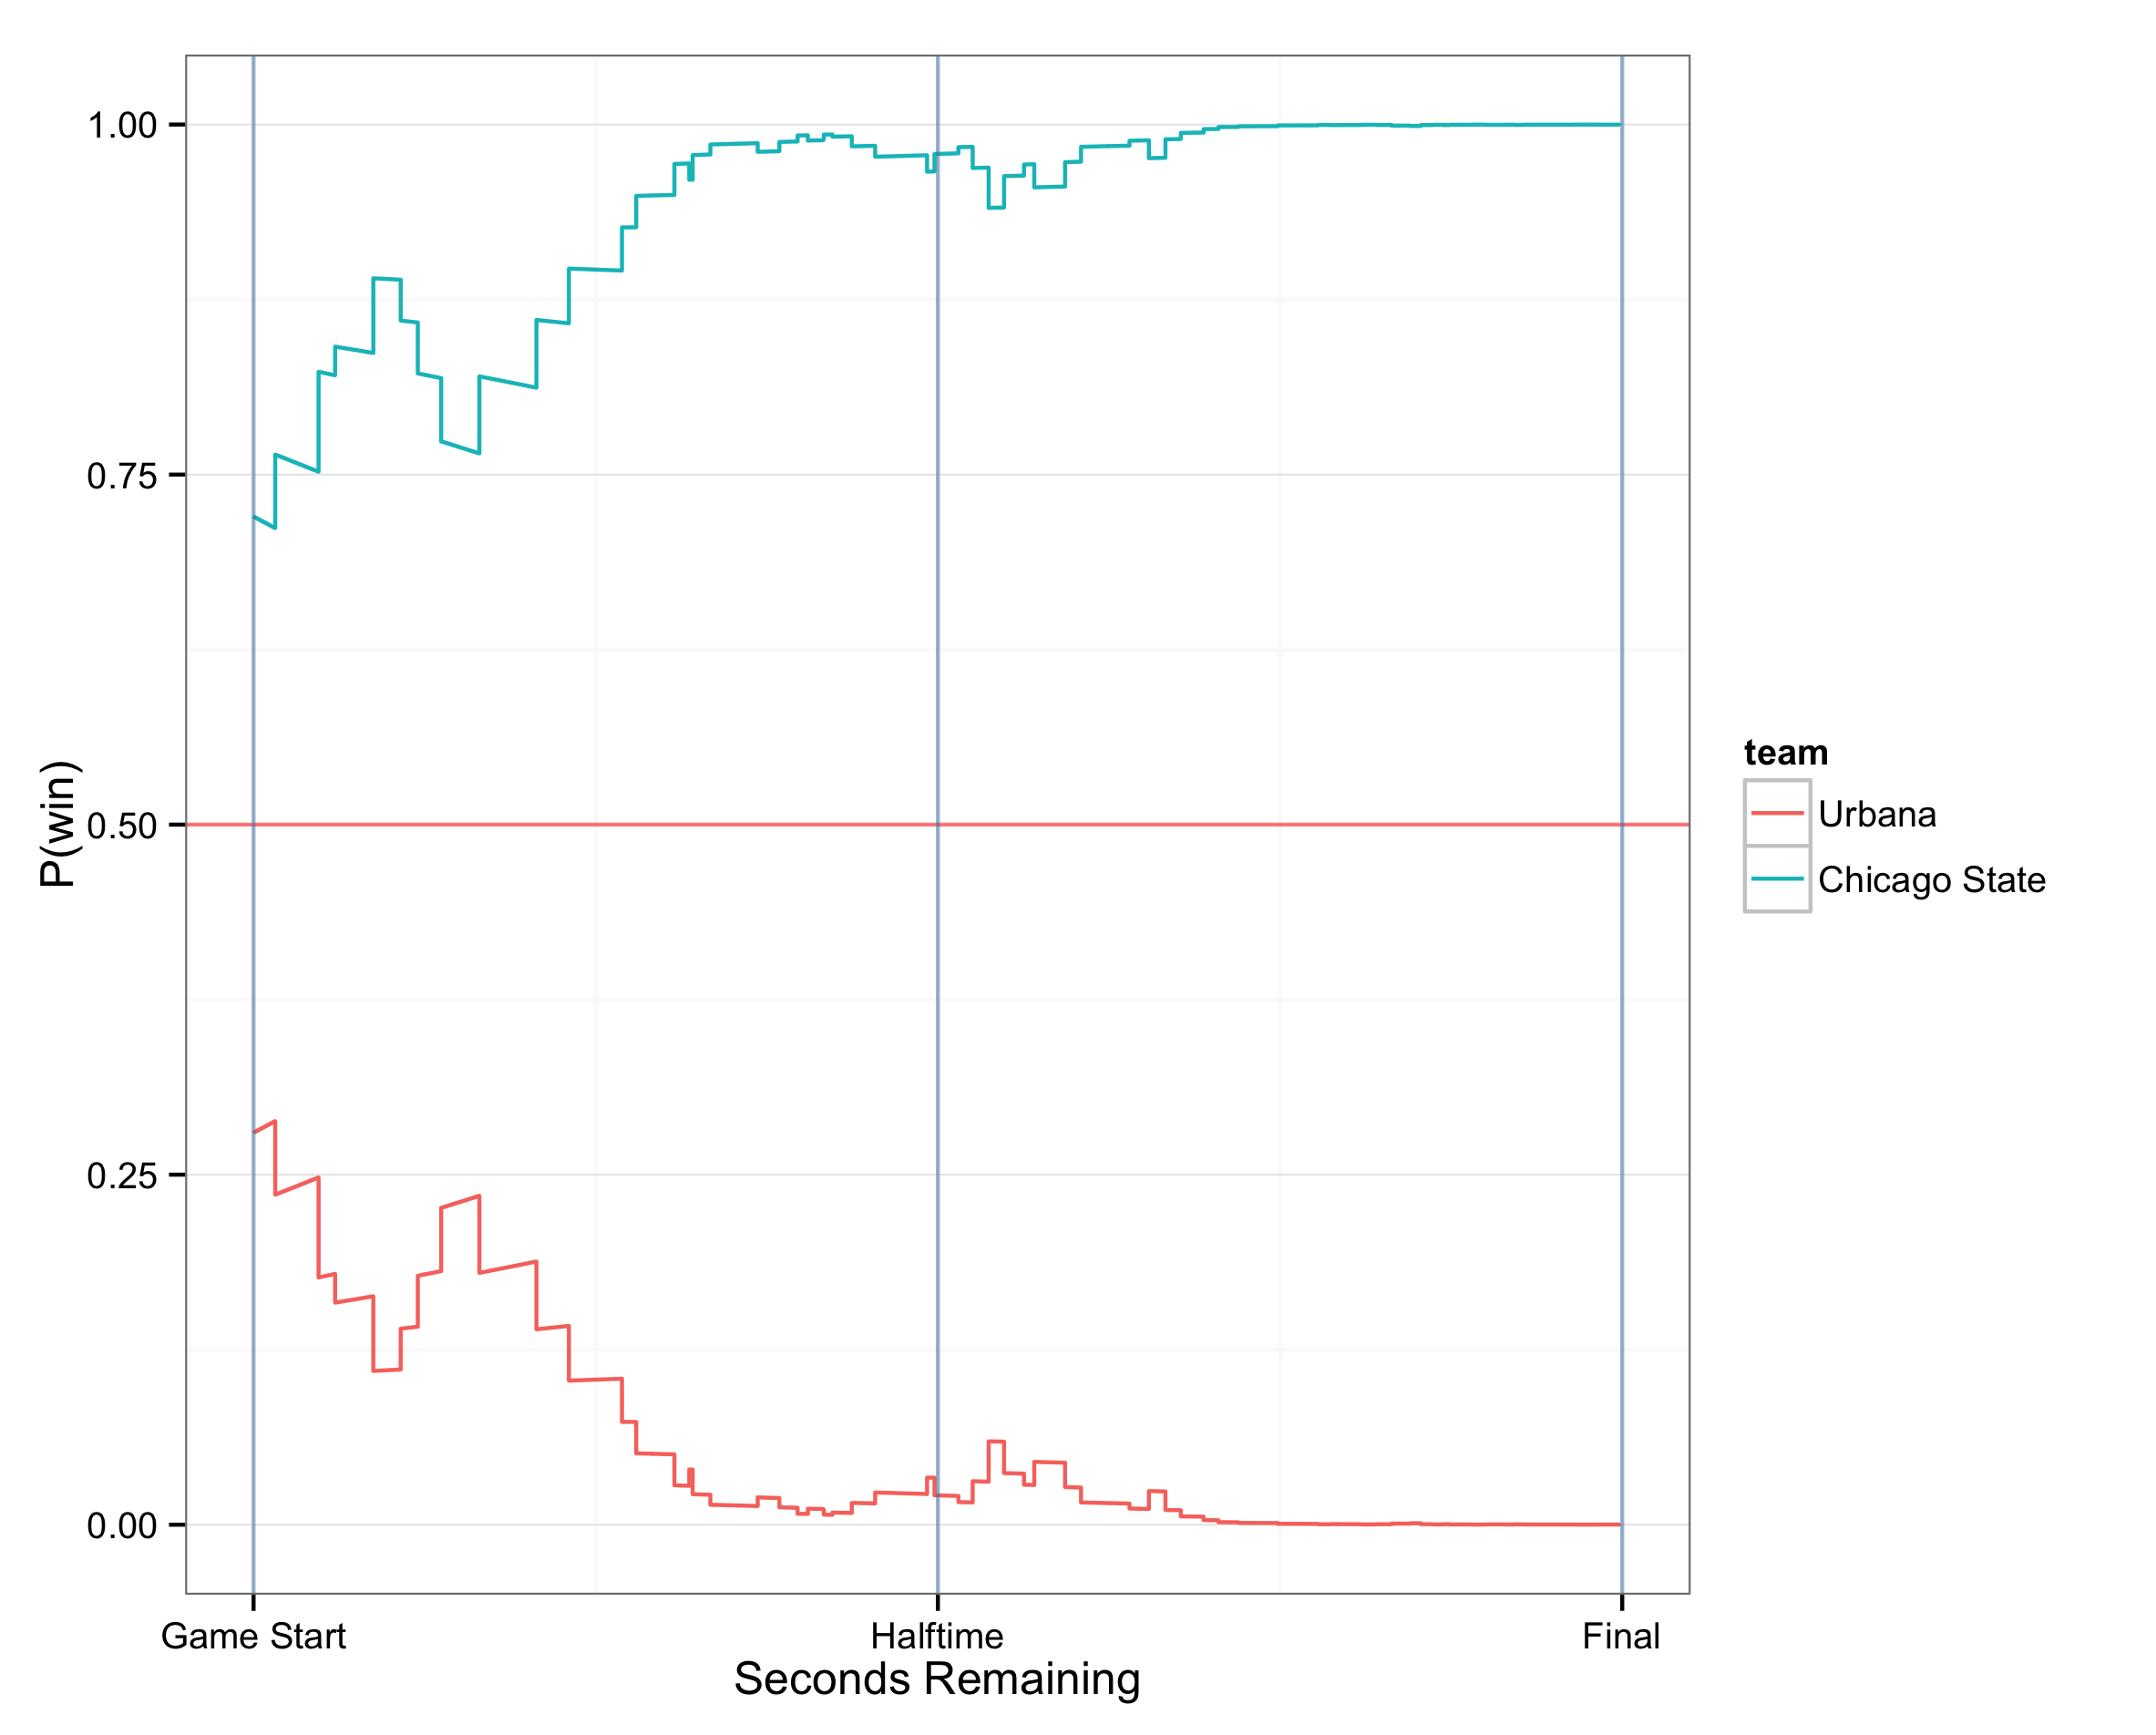 1.00
0.75
0.50
0.25
0.00
P(win)
Game Start
Halftime
Final
Seconds Remaining
team
Urbana
Chicago State